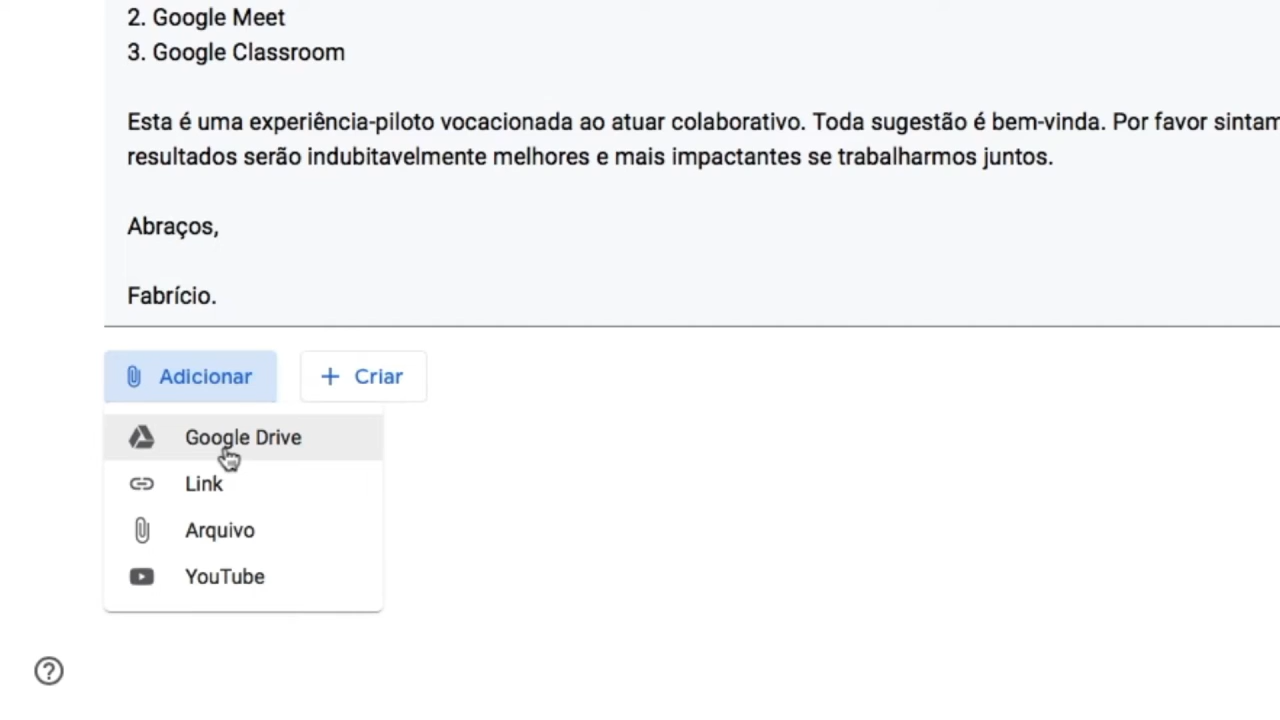 2. Google Meet
3. Google Classroom
Esta é uma experiência-piloto vocacionada ao atuar colaborativo. Toda sugestão é bem-vinda. Por favor sintam
resultados serão indubitavelmente melhores e mais impactantes se trabalharmos juntos.
Abraços,
Fabrício.
Adicionar
Criar
Google Drive
Link
Arquivo
YouTube